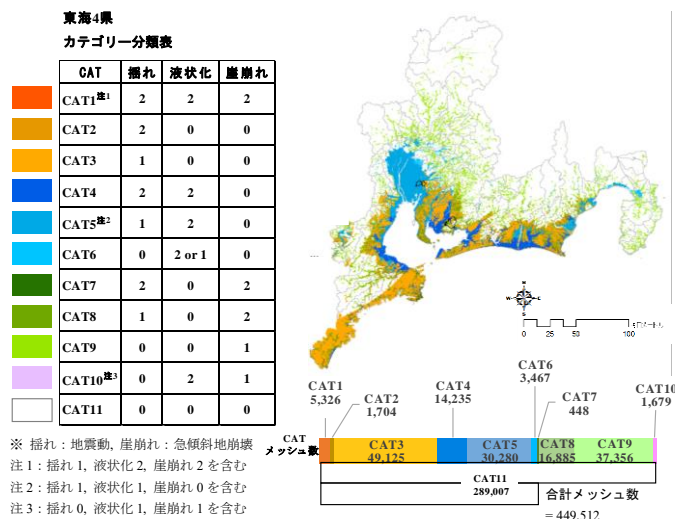 東海4県
カテゴリー分類表
CAT 揺れ 液状化 崖崩れ
CAT1注1 2 2 2
CAT2 2 0 0
CAT3 1 0 0
CAT4 2 2 0
CAT5注2 1 2 0
CAT6 0 2 or 1 0
CAT7 2 0 2
CAT8 1 0 2
CAT9 0 0 1
CAT10注3 0 2 1
CAT11 0 0 0
※ 揺れ：地震動, 崖崩れ：急傾斜地崩壊
注1：揺れ1, 液状化2, 崖崩れ2を含む
注2：揺れ1, 液状化1, 崖崩れ0を含む
注3：揺れ0, 液状化1, 崖崩れ1を含む
N
W E
S
0 25 50 100
CAT
メッシュ数
CAT1
5,326
CAT2
1,704
CAT3
49,125
CAT4
14,235
CAT5
30,280
CAT6
3,467
CAT7
448
CAT8
16,885
CAT9
37,356
CAT10
1,679
CAT11
289,007
合計メッシュ数
= 449,512